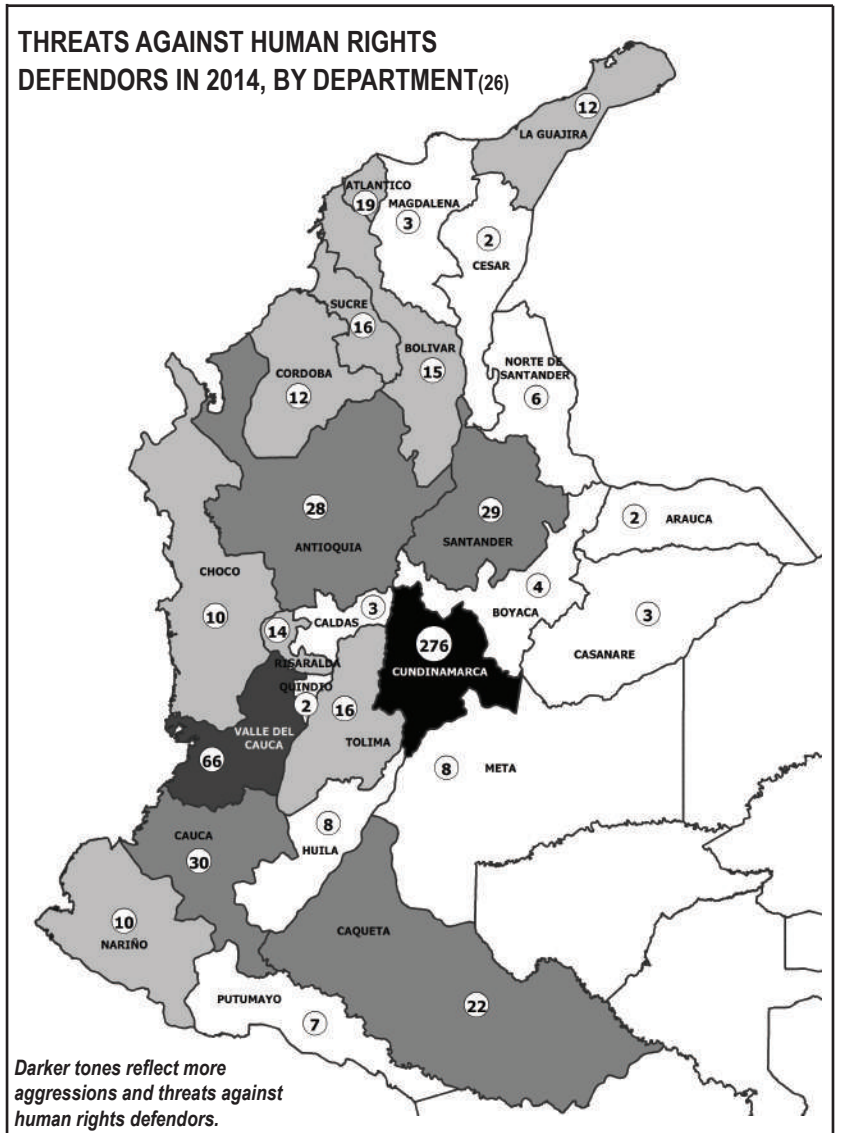 THREATS AGAINST HUMAN RIGHTS
DEFENDORS IN 2014, BY DEPARTMENT(26)
12
LA GUAJIRA
ATLANTICO
19
MAGDALENA
3
2
CESAR
SUCRE
16
BOLIVAR
15
CORDOBA
12
NORTE DE
SANTANDER
6
28
ANTIOQUIA
29
SANTANDER
2
ARAUCA
CHOCO
10
4
BOYACA
3
CASANARE
3
CALDAS
14
RISARALDA
276
CUNDINAMARCA
QUINDIO
2
16
TOLIMA
VALLE DEL
CAUCA
66
8
META
8
HUILA
CAUCA
30
10
NARIÑO
CAQUETA
22
PUTUMAYO
7
Darker tones reflect more
aggressions and threats against
human rights defendors.